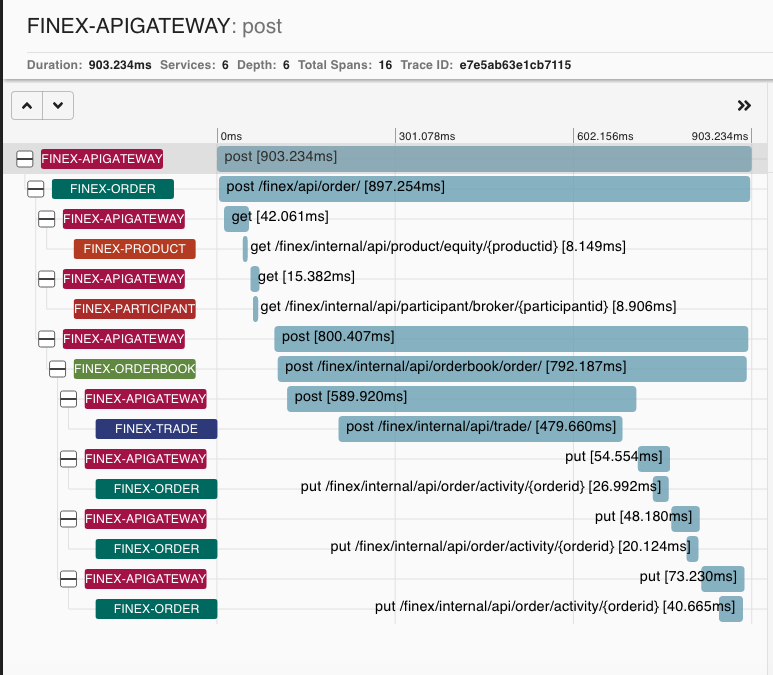 FINEX-APIGATEWAY: post
Duration: 903.234ms Services: 6 Depth: 6 Total Spans: 16 Trace ID: e7e5ab63e1cb7115
0ms 301.078ms 602.156ms 903.234ms
FINEX-APIGATEWAY post [903.234ms]
FINEX-ORDER post /finex/api/order/ [897.254ms]
FINEX-APIGATEWAY get [42.061ms]
FINEX-PRODUCT get /finex/internal/api/product/equity/{productid} [8.149ms]
FINEX-APIGATEWAY get [15.382ms]
FINEX-PARTICIPANT get /finex/internal/api/participant/broker/{participantid} [8.906ms]
FINEX-APIGATEWAY post [800.407ms]
FINEX-ORDERBOOK post /finex/internal/api/orderbook/order/ [792.187ms]
FINEX-APIGATEWAY post [589.920ms]
FINEX-TRADE post /finex/internal/api/trade/ [479.660ms]
FINEX-APIGATEWAY put [54.554ms]
FINEX-ORDER put /finex/internal/api/order/activity/{orderid} [26.992ms]
FINEX-APIGATEWAY put [48.180ms]
FINEX-ORDER put /finex/internal/api/order/activity/{orderid} [20.124ms]
FINEX-APIGATEWAY put [73.230ms]
FINEX-ORDER put /finex/internal/api/order/activity/{orderid} [40.665ms]